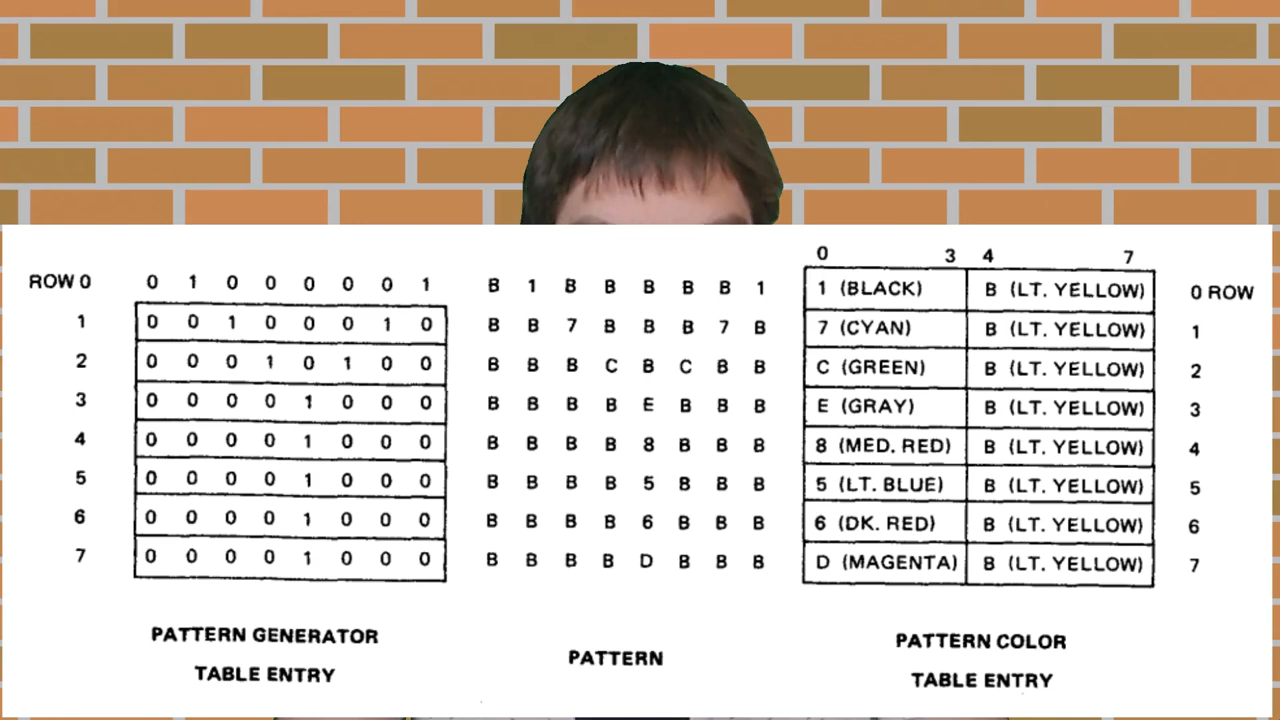 0 3 4 7
ROW 0 0 1 0 0 0 0 0 1 B 1 B B B B B 1 1 (BLACK) B (LT. YELLOW) 0 ROW
1 0 0 1 0 0 0 1 0 B B 7 B B B 7 B 7 (CYAN) B (LT. YELLOW) 1
2 0 0 0 1 0 1 0 0 B B B C B C B B C (GREEN) B (LT. YELLOW) 2
3 0 0 0 0 1 0 0 0 B B B B E B B B E (GRAY) B (LT. YELLOW) 3
4 0 0 0 0 1 0 0 0 B B B B 8 B B B 8 (MED. RED) B (LT. YELLOW) 4
5 0 0 0 0 1 0 0 0 B B B B 5 B B B 5 (LT. BLUE) B (LT. YELLOW) 5
6 0 0 0 0 1 0 0 0 B B B B 6 B B B 6 (DK. RED) B (LT. YELLOW) 6
7 0 0 0 0 1 0 0 0 B B B B D B B B D (MAGENTA) B (LT. YELLOW) 7
PATTERN GENERATOR
TABLE ENTRY
PATTERN
PATTERN COLOR
TABLE ENTRY